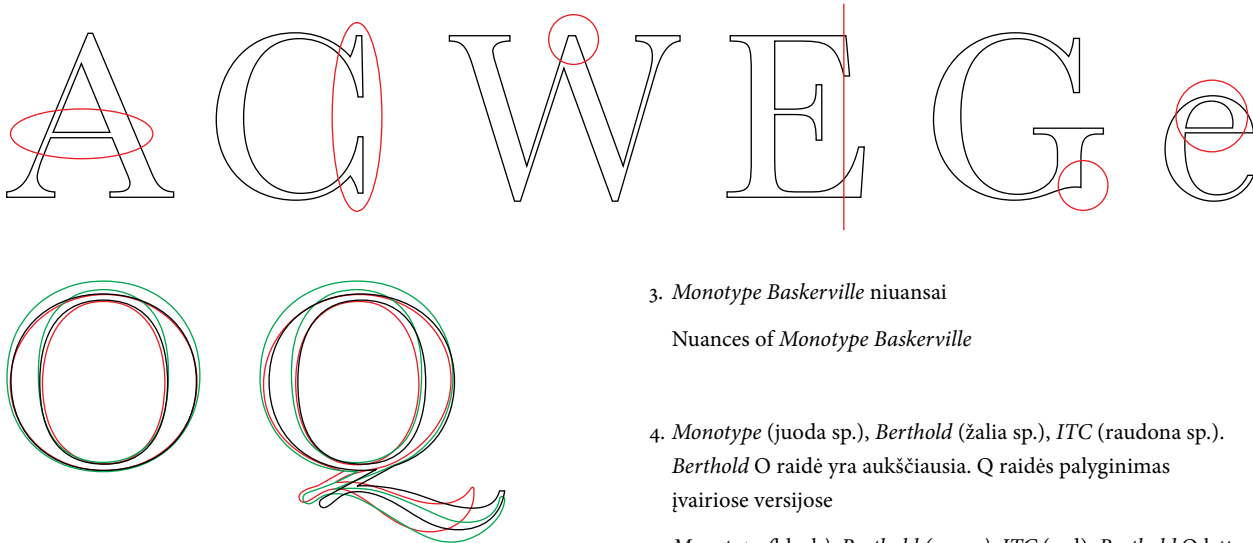 A C W E G e
O Q
3. Monotype Baskerville niuansai
Nuances of Monotype Baskerville
4. Monotype (juoda sp.), Berthold (žalia sp.), ITC (raudona sp).
Berthold O raidė yra aukščiausia. Q raidės palyginimas
įvairiose versijose